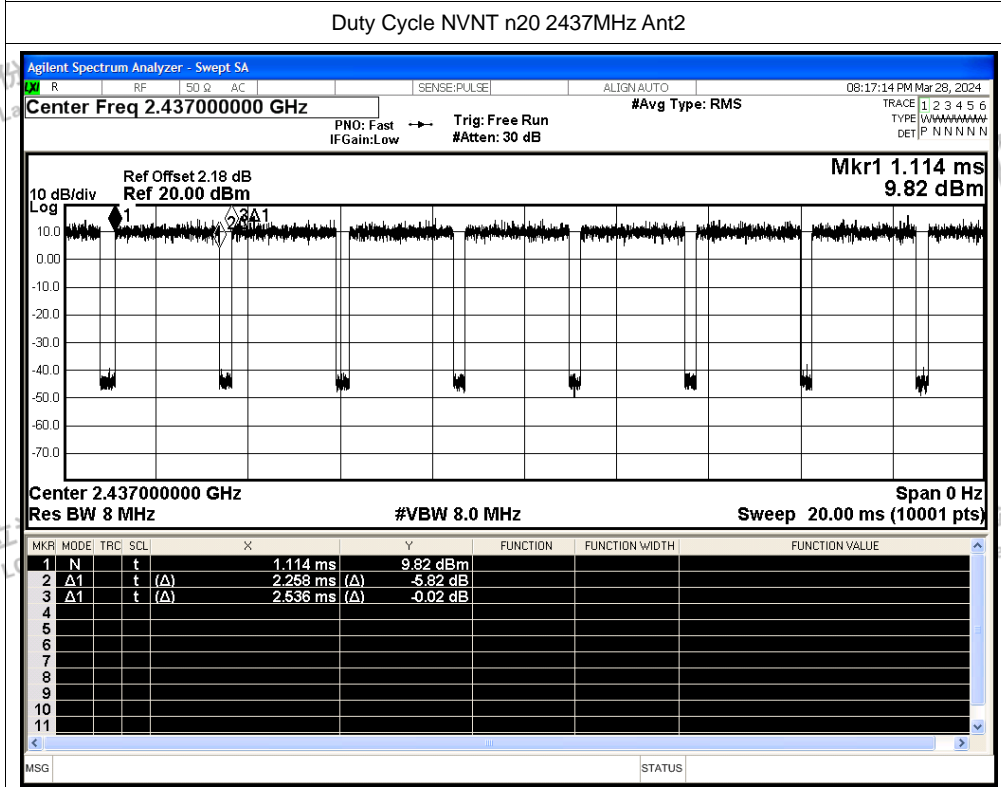 Duty Cycle NVNT n20 2437MHz Ant2
Agilent Spectrum Analyzer - Swept SA
LXI R RF 50 Ω AC SENSE:PULSE ALIGN AUTO 08:17:14 PM Mar 28, 2024
Center Freq 2.437000000 GHz #Avg Type: RMS TRACE 1 2 3 4 5 6
PNO: Fast Trig: Free Run TYPE W
IFGain:Low #Atten: 30 dB DET P N N N N N
Mkr1 1.114 ms
Ref Offset 2.18 dB
10 dB/div Ref 20.00 dBm 9.82 dBm
Log
1 2 3Δ1
10.0
0.00
-10.0
-20.0
-30.0
-40.0
-50.0
-60.0
-70.0
Center 2.437000000 GHz Span 0 Hz
Res BW 8 MHz #VBW 8.0 MHz Sweep 20.00 ms (10001 pts)
MKR MODE TRC SCL X Y FUNCTION FUNCTION WIDTH FUNCTION VALUE
1 N t 1.114 ms 9.82 dBm
2 Δ1 t (Δ) 2.258 ms (Δ) -5.82 dB
3 Δ1 t (Δ) 2.536 ms (Δ) -0.02 dB
4
5
6
7
8
9
10
11
MSG STATUS